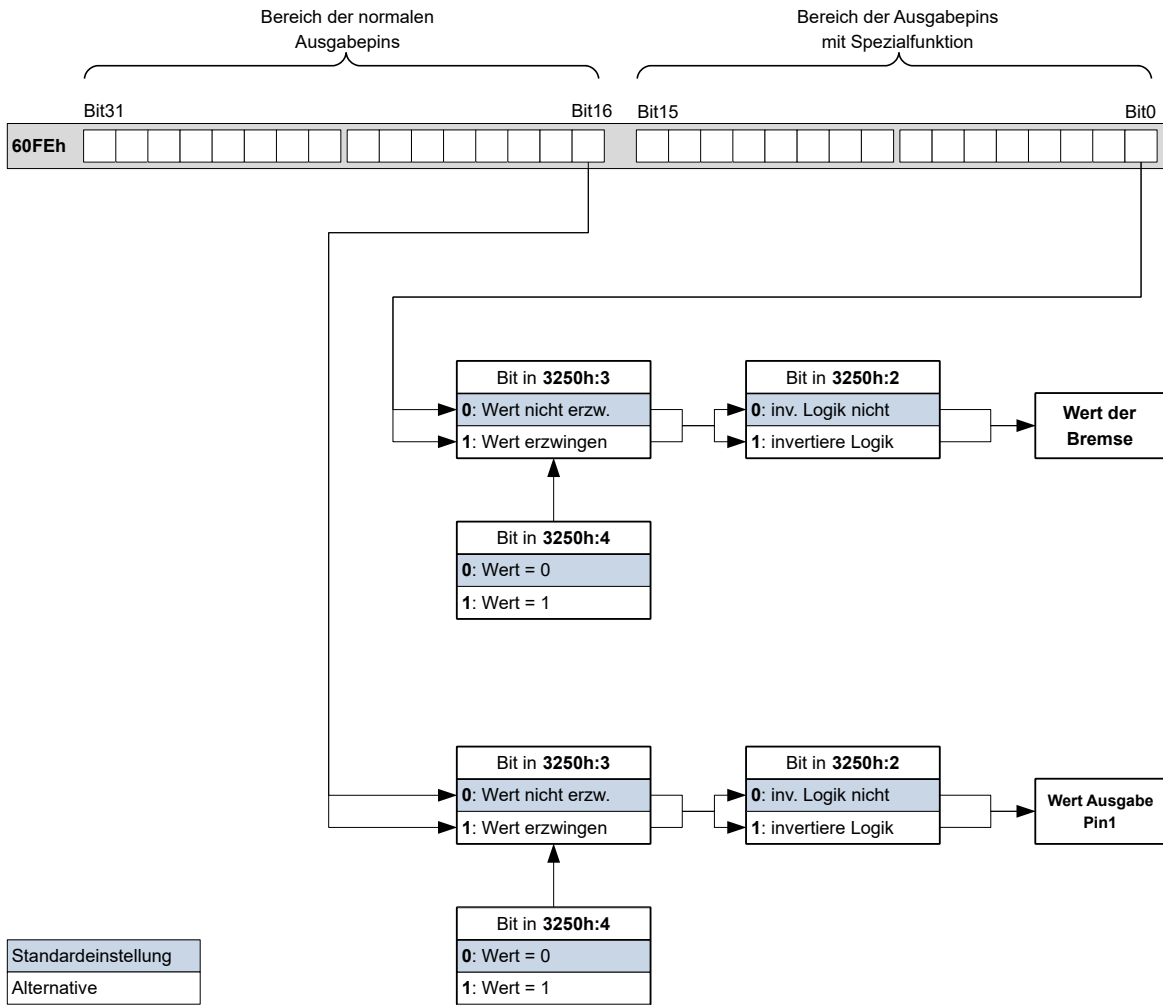 Bereich der normalen
Ausgabepins
Bereich der Ausgabepins
mit Spezialfunktion
Bit31
Bit16
Bit15
Bit0
60FEh
Bit in 3250h:3
0: Wert nicht erzw.
1: Wert erzwingen
Bit in 3250h:2
0: inv. Logik nicht
1: invertiere Logik
Wert der
Bremse
Bit in 3250h:4
0: Wert = 0
1: Wert = 1
Bit in 3250h:3
0: Wert nicht erzw.
1: Wert erzwingen
Bit in 3250h:2
0: inv. Logik nicht
1: invertiere Logik
Wert Ausgabe
Pin1
Bit in 3250h:4
0: Wert = 0
1: Wert = 1
Standardeinstellung
Alternative